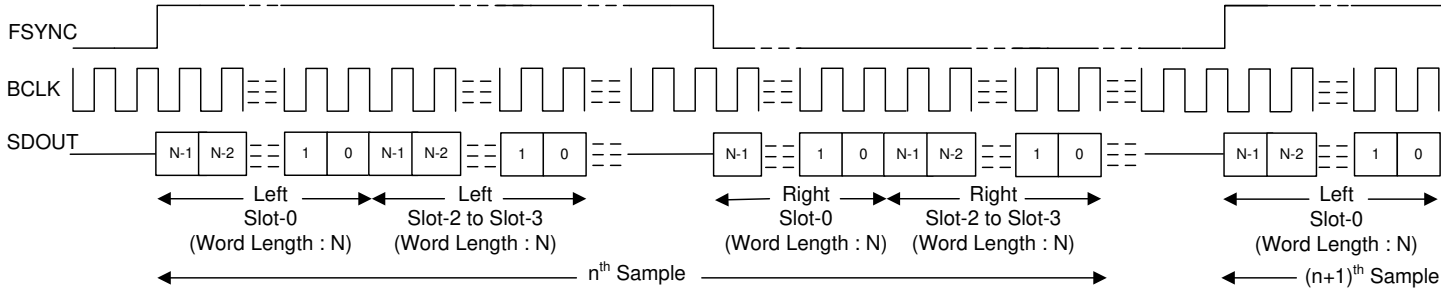 FSYNC
BCLK
SDOUT
N-1 N-2 1 0 N-1 N-2 1 0 N-1 1 0 N-1 N-2 1 0 N-1 N-2 1 0
Left Left Right Right Left
Slot-0 Slot-2 to Slot-3 Slot-0 Slot-2 to Slot-3 Slot-0
(Word Length : N) (Word Length : N) (Word Length : N) (Word Length : N) (Word Length : N)
nth Sample (n+1)th Sample